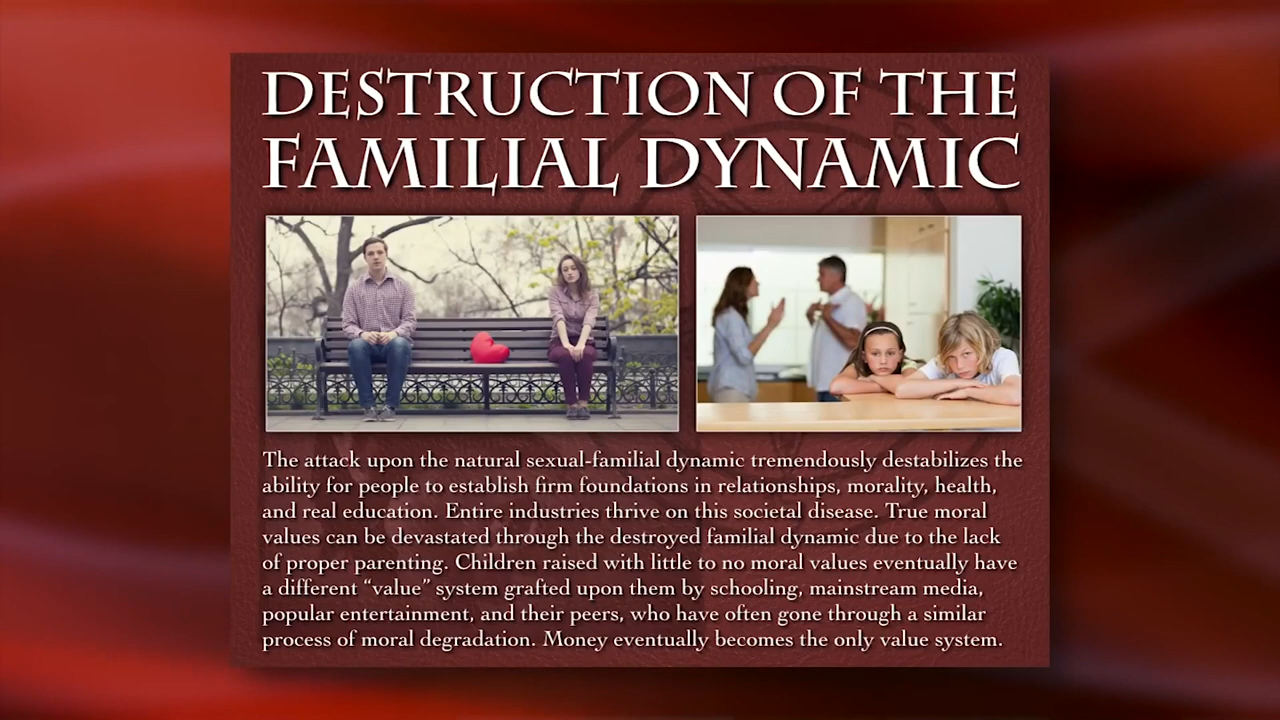 DESTRUCTION OF THE
FAMILIAL DYNAMIC
The attack upon the natural sexual-familial dynamic tremendously destabilizes the
ability for people to establish firm foundations in relationships, morality, health,
and real education. Entire industries thrive on this societal disease. True moral
values can be devastated through the destroyed familial dynamic due to the lack
of proper parenting. Children raised with little to no moral values eventually have
a different “value” system grafted upon them by schooling, mainstream media,
popular entertainment, and their peers, who have often gone through a similar
process of moral degradation. Money eventually becomes the only value system.